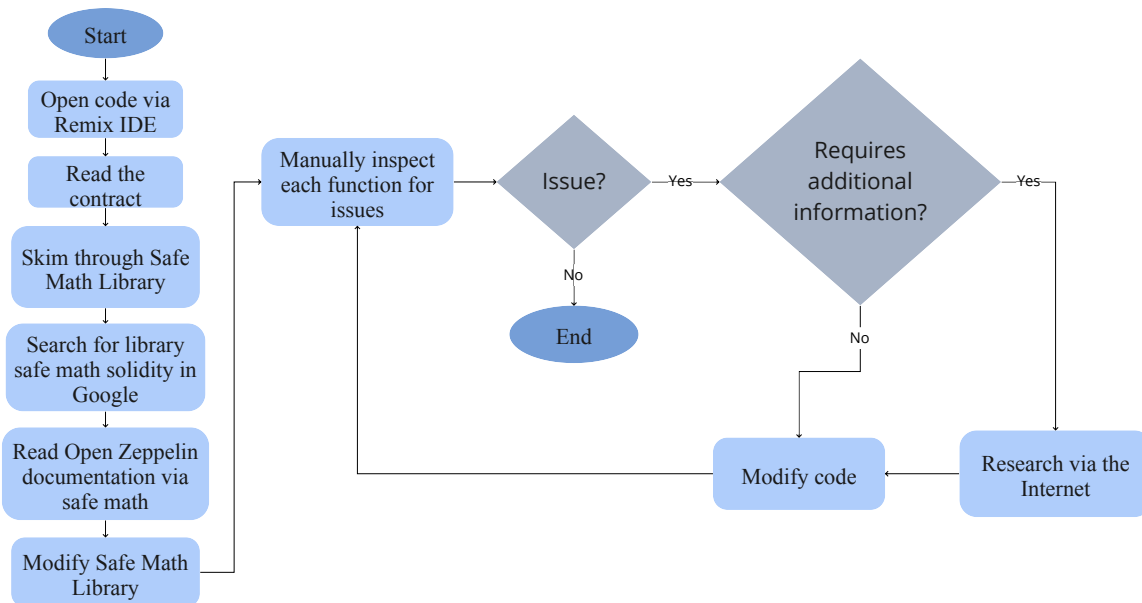 Start
Open code via
Remix IDE
Read the
contract
Skim through Safe
Math Library
Search for library
safe math solidity in
Google
Read Open Zeppelin
documentation via
safe math
Modify Safe Math
Library
Manually inspect
each function for
issues
Issue?
Yes
No
End
Requires
additional
information?
Yes
No
Modify code
Research via the
Internet